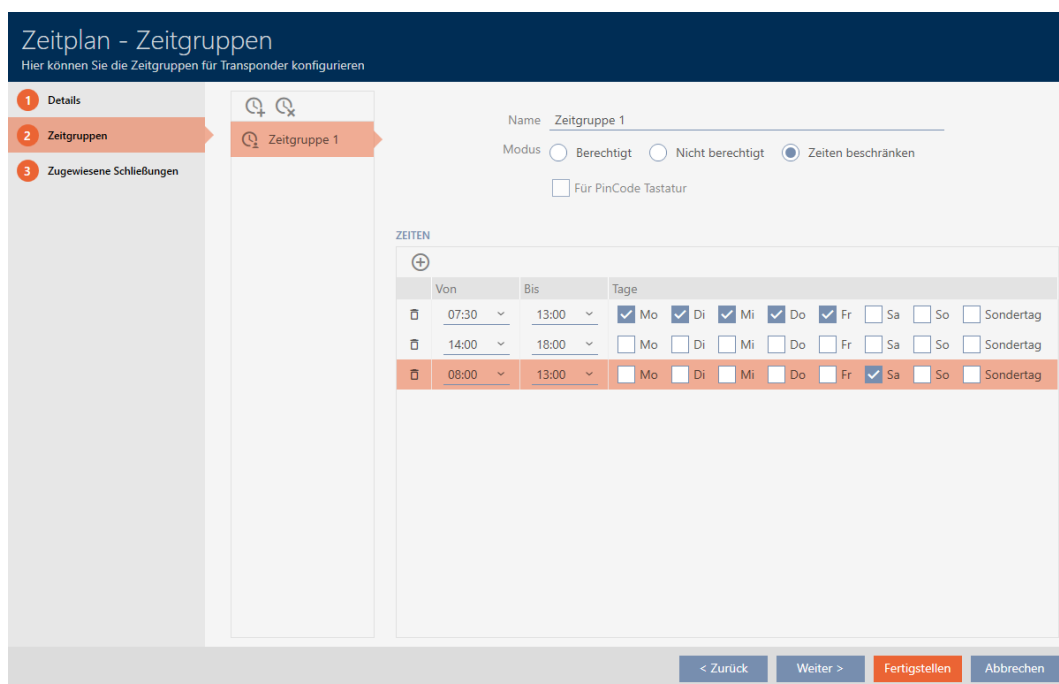 Zeitplan - Zeitgruppen
Hier können Sie die Zeitgruppen für Transponder konfigurieren
1 Details
2 Zeitgruppen
3 Zugewiesene Schließungen
Zeitgruppe 1
Name Zeitgruppe 1
Modus Berechtigt Nicht berechtigt Zeiten beschränken
Für PinCode Tastatur
ZEITEN
Von Bis Tage
07:30 13:00 Mo Di Mi Do Fr Sa So Sondertag
14:00 18:00 Mo Di Mi Do Fr Sa So Sondertag
08:00 13:00 Mo Di Mi Do Fr Sa So Sondertag
< Zurück Weiter > Fertigstellen Abbrechen